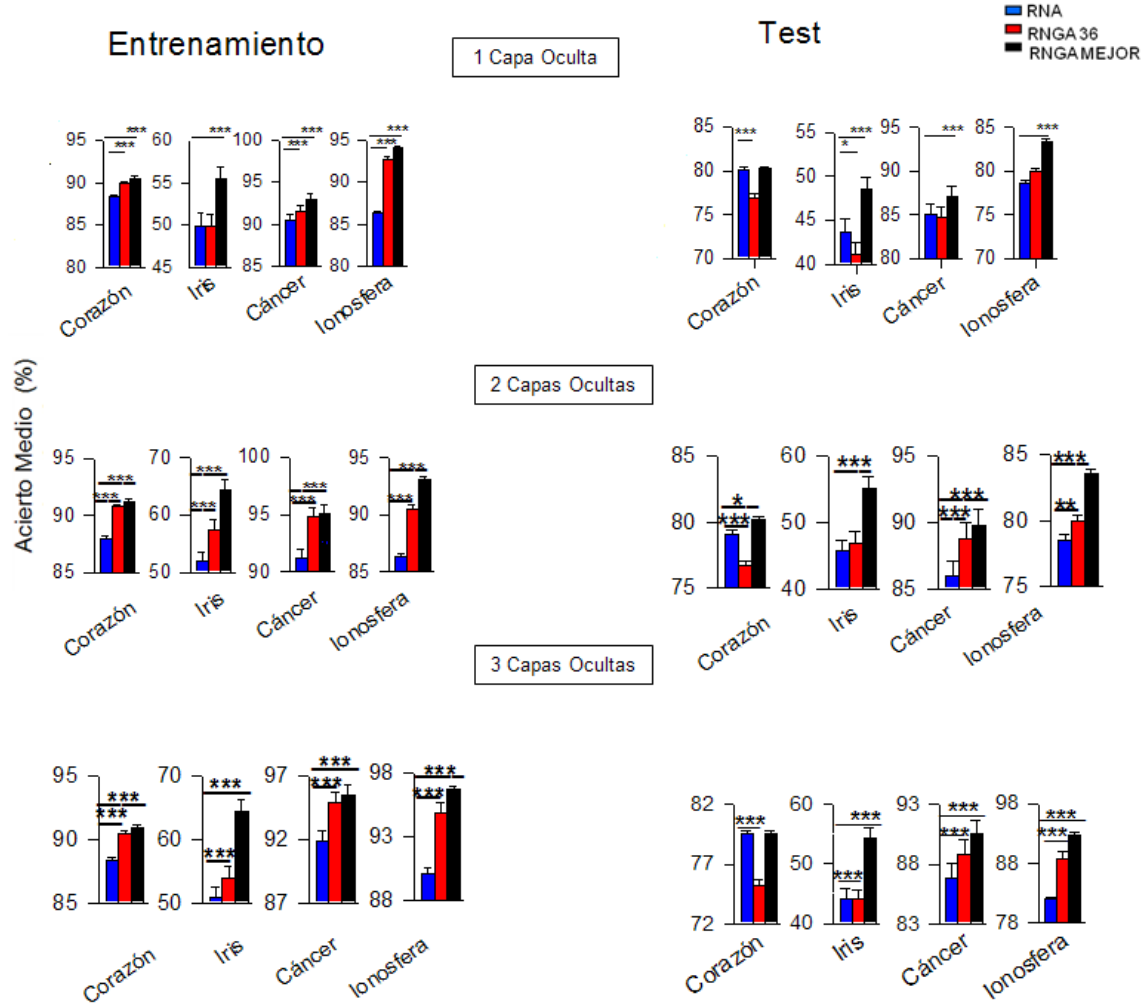 Entrenamiento
Test
RNA
RNGA 36
RNGA MEJOR
1 Capa Oculta
*** *** *** *** *** *** ***
95 60 100 95
90 55 95 90
85 50 90 85
80 45 85 80
Corazón Iris Cáncer Ionosfera
*** * *** *** ***
85 55 95 85
80 50 90 80
75 45 85 75
70 40 80 70
Corazón Iris Cáncer Ionosfera
Acierto Medio (%)
2 Capas Ocultas
*** *** *** *** *** *** *** ***
95 70 100 95
90 60 95 90
85 50 90 85
Corazón Iris Cáncer Ionosfera
* *** *** *** *** *** **
85 60 95 85
80 50 90 80
75 40 85 75
Corazón Iris Cáncer Ionosfera
3 Capas Ocultas
*** *** *** *** *** *** *** ***
95 70 97 98
90 60 92 93
85 50 87 88
Corazón Iris Cáncer Ionosfera
*** *** *** *** *** *** ***
82 60 93 98
77 50 88 88
72 40 83 78
Corazón Iris Cáncer Ionosfera